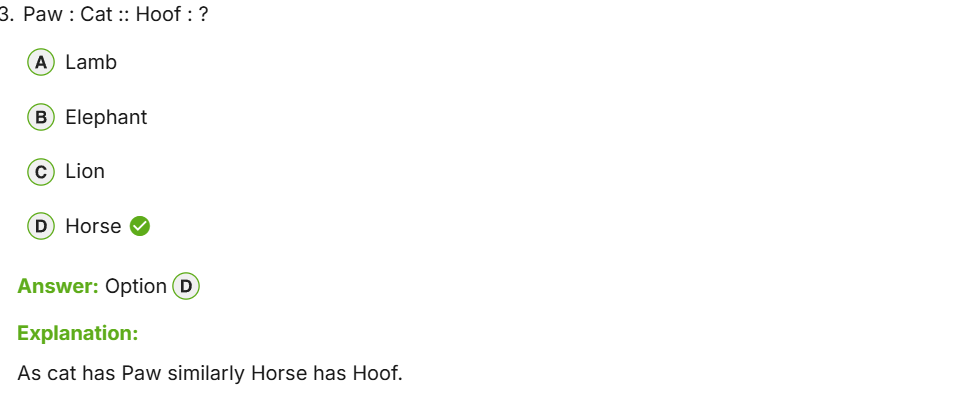 3. Paw : Cat :: Hoof : ?
A Lamb
B Elephant
C Lion
D Horse
Answer: Option D
Explanation:
As cat has Paw similarly Horse has Hoof.